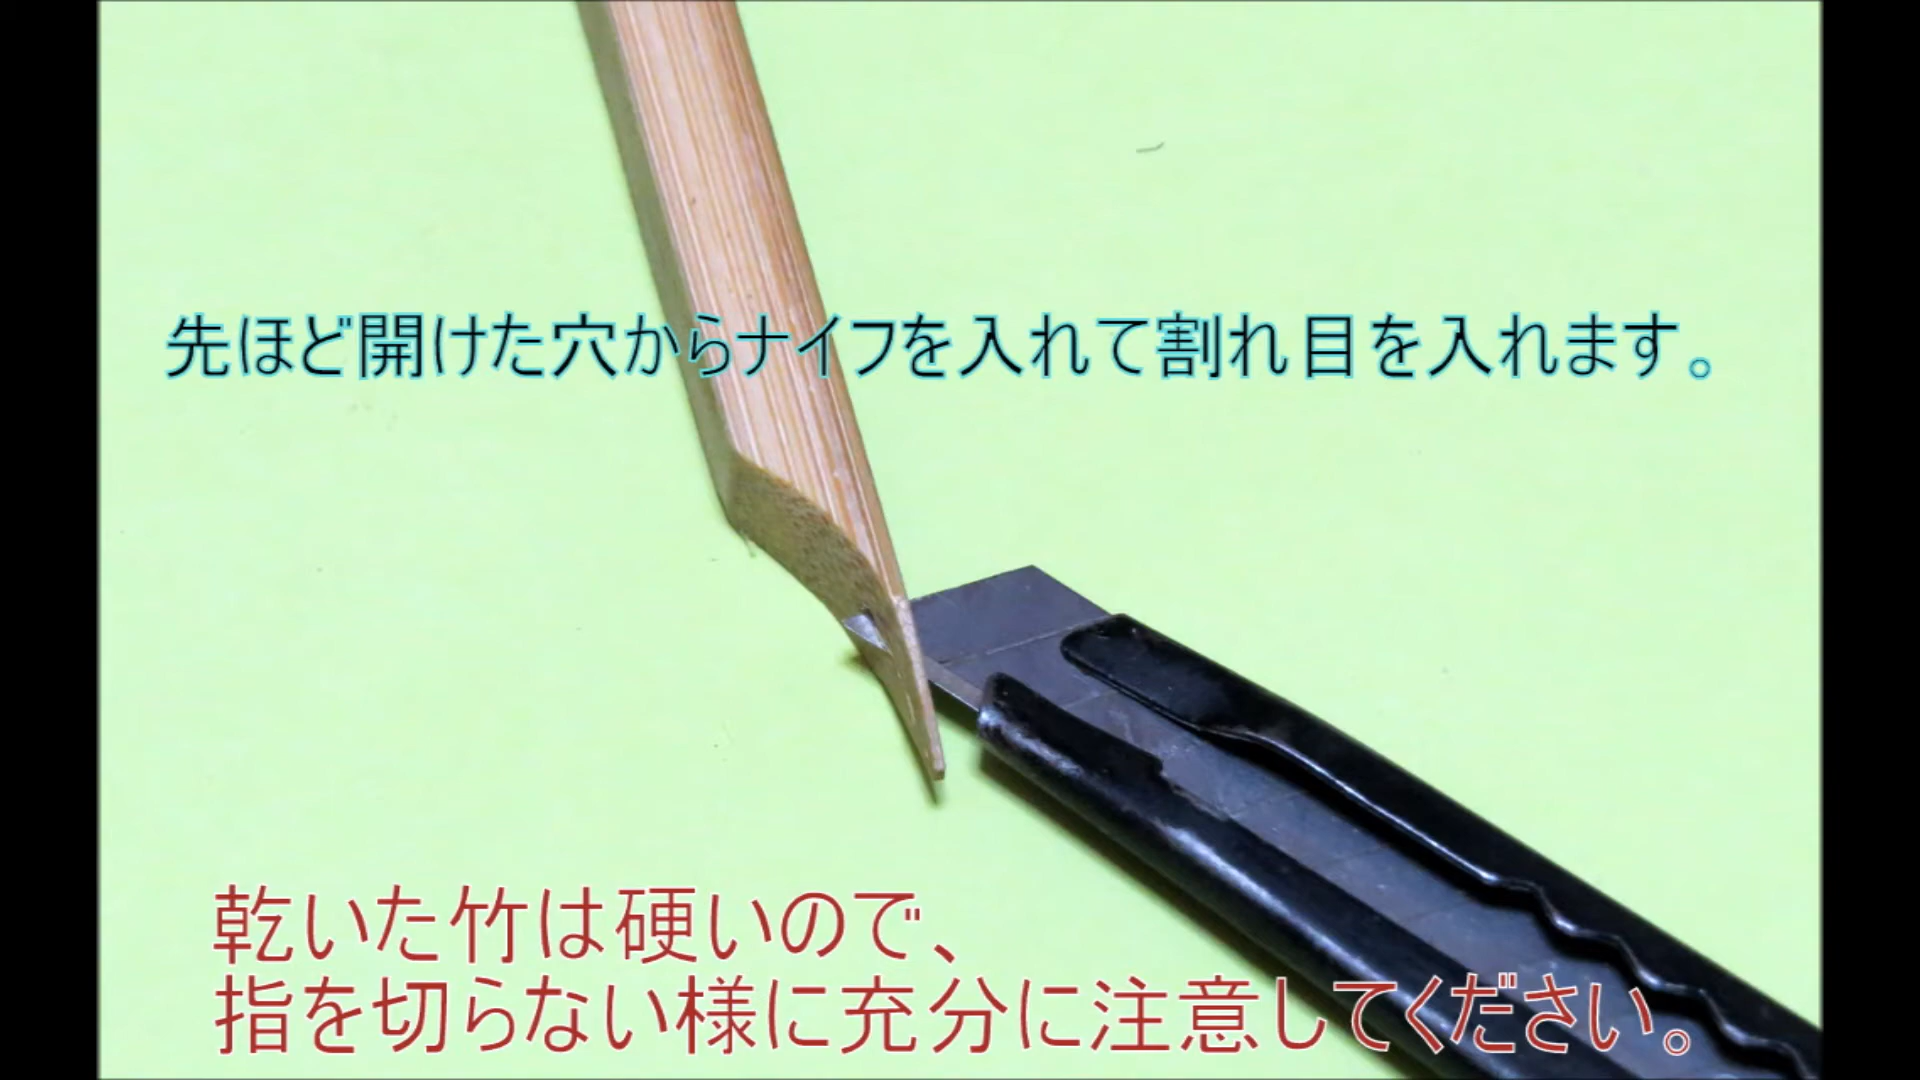 先ほど開けた穴からナイフを入れて割れ目を入れます。
乾いた竹は硬いので、
指を切らない様に充分に注意してください。